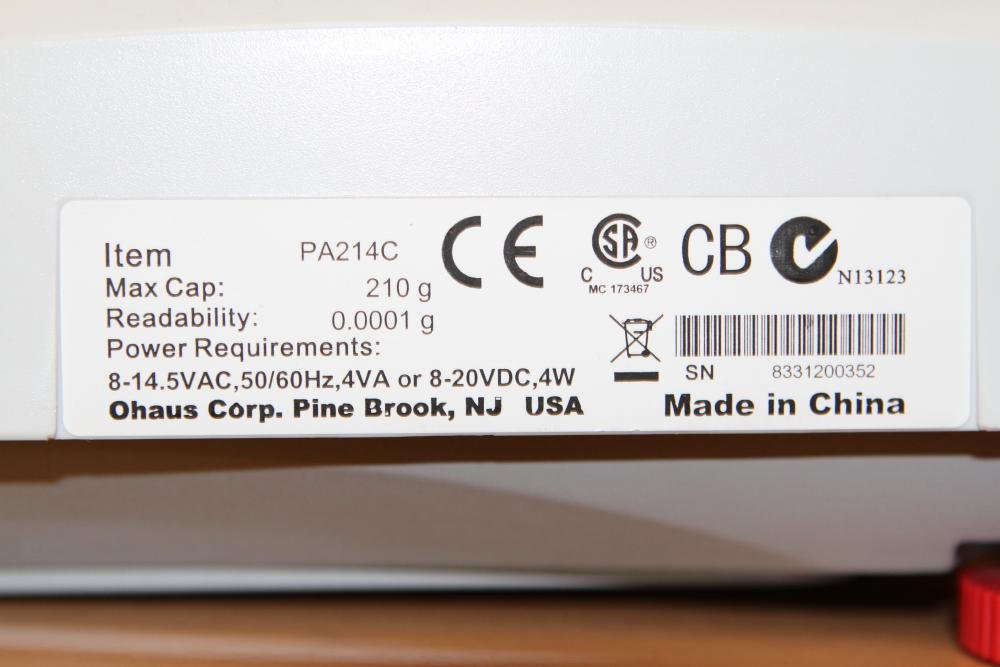 Item PA214C
Max Cap: 210 g
Readability: 0.0001 g
Power Requirements:
8-14.5VAC,50/60Hz,4VA or 8-20VDC,4W
Ohaus Corp. Pine Brook, NJ USA
CE
SA ®
C US
MC 173467
CB
N13123
SN 8331200352
Made in China